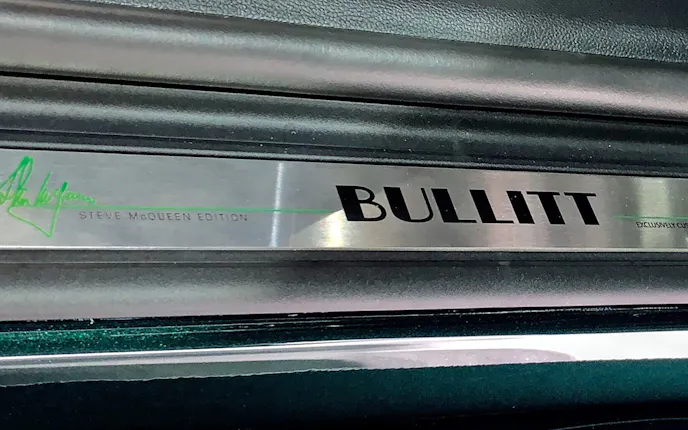 STEVE McQUEEN EDITION
BULLITT
EXCLUSIVELY